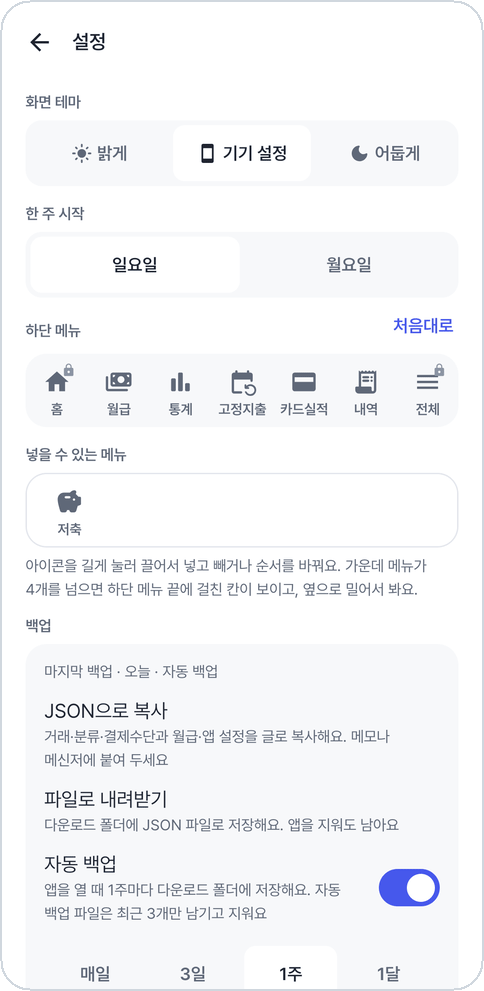 설정
화면 테마
밝게 기기 설정 어둡게
한 주 시작
일요일 월요일
하단 메뉴 처음대로
홈 월급 통계 고정지출 카드실적 내역 전체
넣을 수 있는 메뉴
저축
아이콘을 길게 눌러 끌어서 넣고 빼거나 순서를 바꿔요. 가운데 메뉴가
4개를 넘으면 하단 메뉴 끝에 걸친 칸이 보이고, 옆으로 밀어서 봐요.
백업
마지막 백업 · 오늘 · 자동 백업
JSON으로 복사
거래·분류·결제수단과 월급·앱 설정을 글로 복사해요. 메모나
메신저에 붙여 두세요
파일로 내려받기
다운로드 폴더에 JSON 파일로 저장해요. 앱을 지워도 남아요
자동 백업
앱을 열 때 1주마다 다운로드 폴더에 저장해요. 자동
백업 파일은 최근 3개만 남기고 지워요
매일 3일 1주 1달